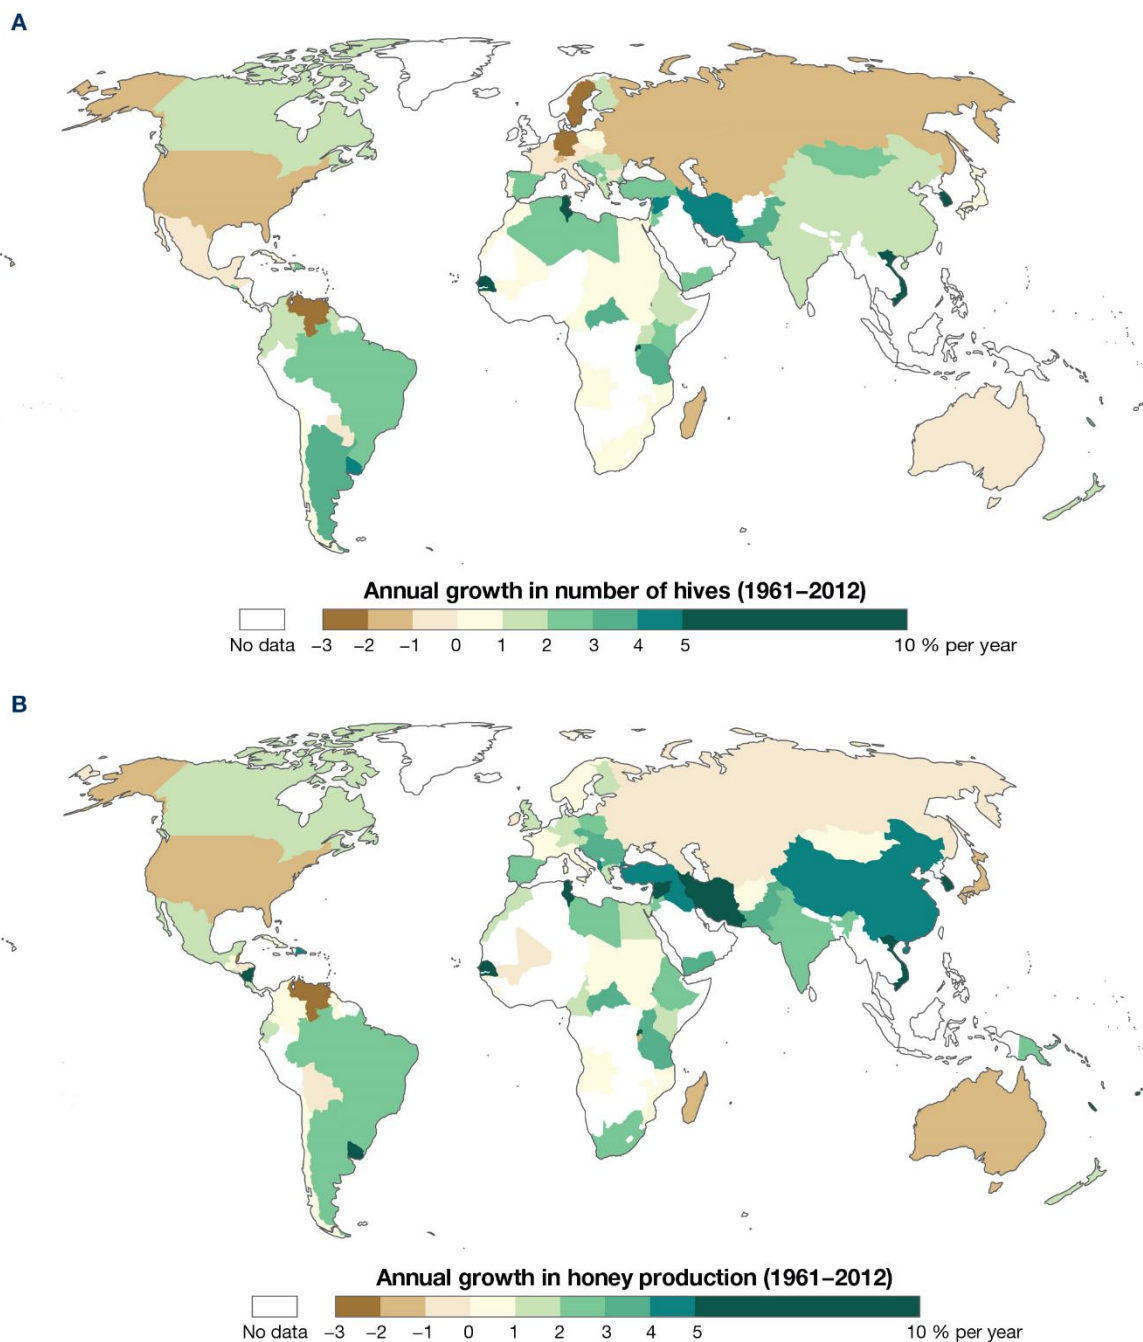 A
Annual growth in number of hives (1961–2012)
No data –3 –2 –1 0 1 2 3 4 5 10 % per year
B
Annual growth in honey production (1961–2012)
No data –3 –2 –1 0 1 2 3 4 5 10 % per year